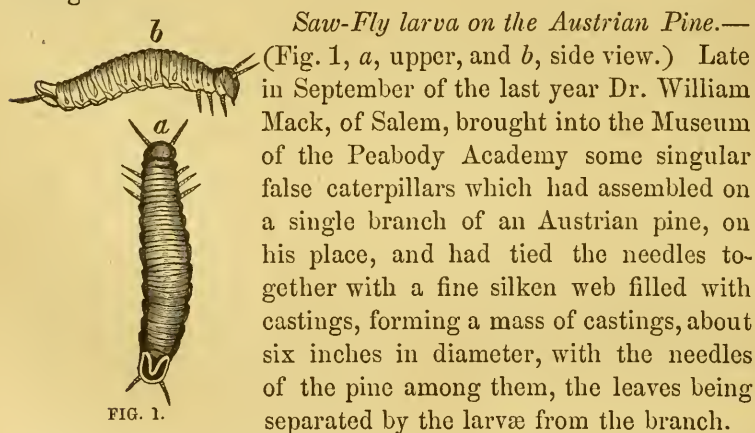 b
a
FIG. 1.
Saw-Fly larva on the Austrian Pine.—
(Fig. 1, a, upper, and b, side view.) Late
in September of the last year Dr. William
Mack, of Salem, brought into the Museum
of the Peabody Academy some singular
false caterpillars which had assembled on
a single branch of an Austrian pine, on
his place, and had tied the needles to-
gether with a fine silken web filled with
castings, forming a mass of castings, about
six inches in diameter, with the needles
of the pine among them, the leaves being
separated by the larvæ from the branch.